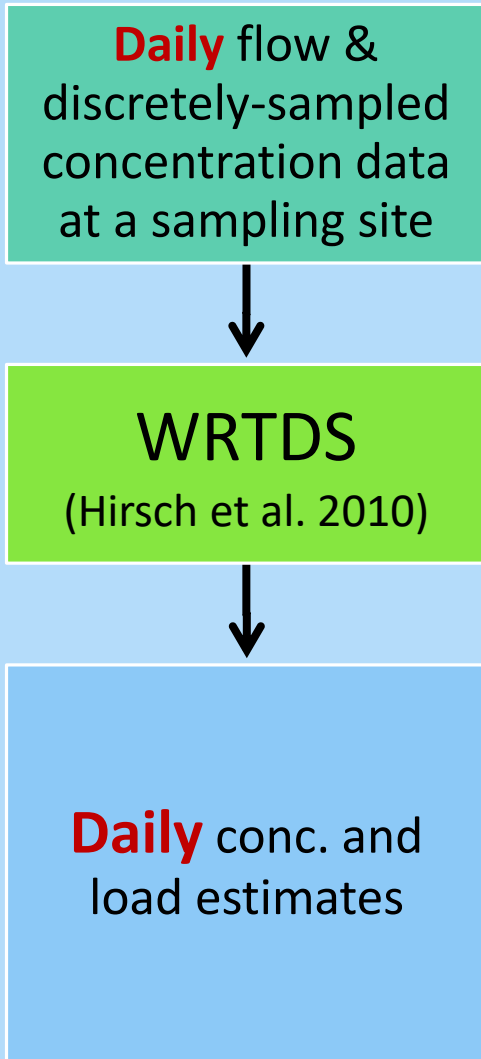 Daily flow &
discretely-sampled
concentration data
at a sampling site
WRTDS
(Hirsch et al. 2010)
Daily conc. and
load estimates